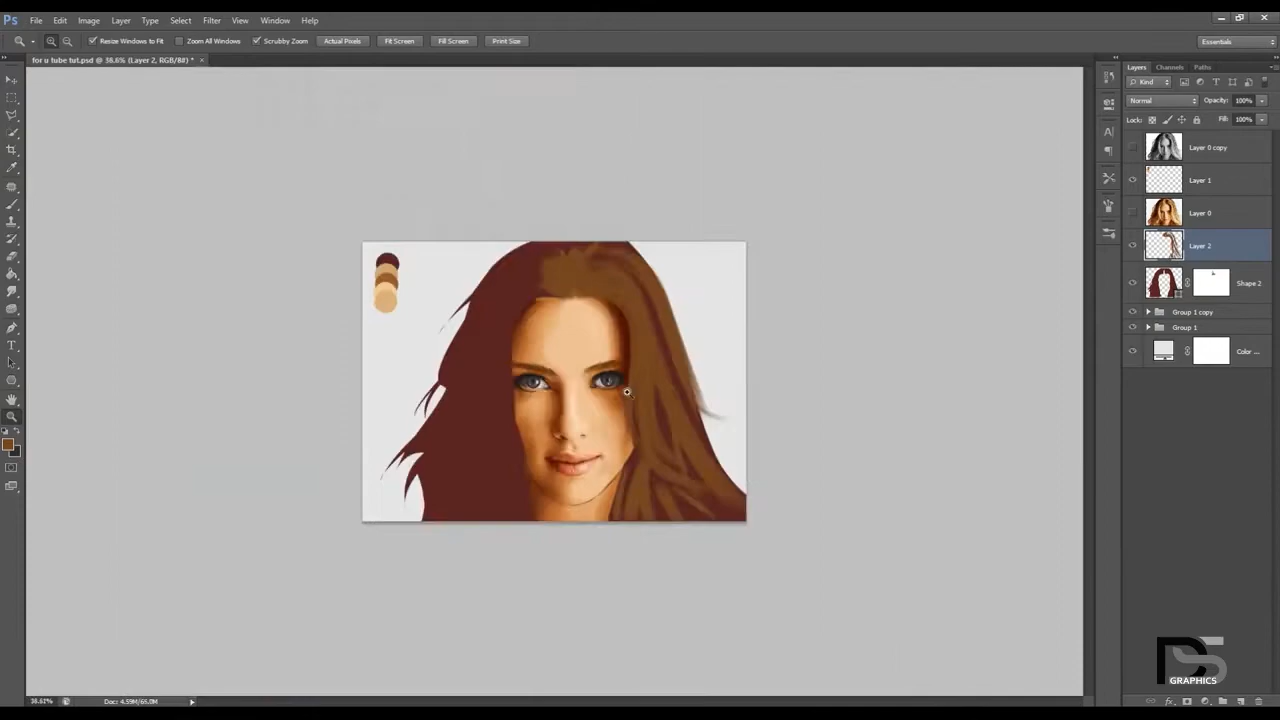 Ps File Edit Image Layer Type Select Filter View Window Help
Resize Windows to Fit Zoom All Windows Scrubby Zoom Actual Pixels Fit Screen Fill Screen Print Size Essentials
for u tube tut.psd @ 38.6% (Layer 2, RGB/8#) * ×
Layers Channels Paths
Kind
Normal Opacity: 100%
Lock: Fill: 100%
Layer 0 copy
Layer 1
Layer 0
Layer 2
Shape 2
Group 1 copy
Group 1
Color ...
DS
GRAPHICS
38.62% Doc: 4.59M/65.0M